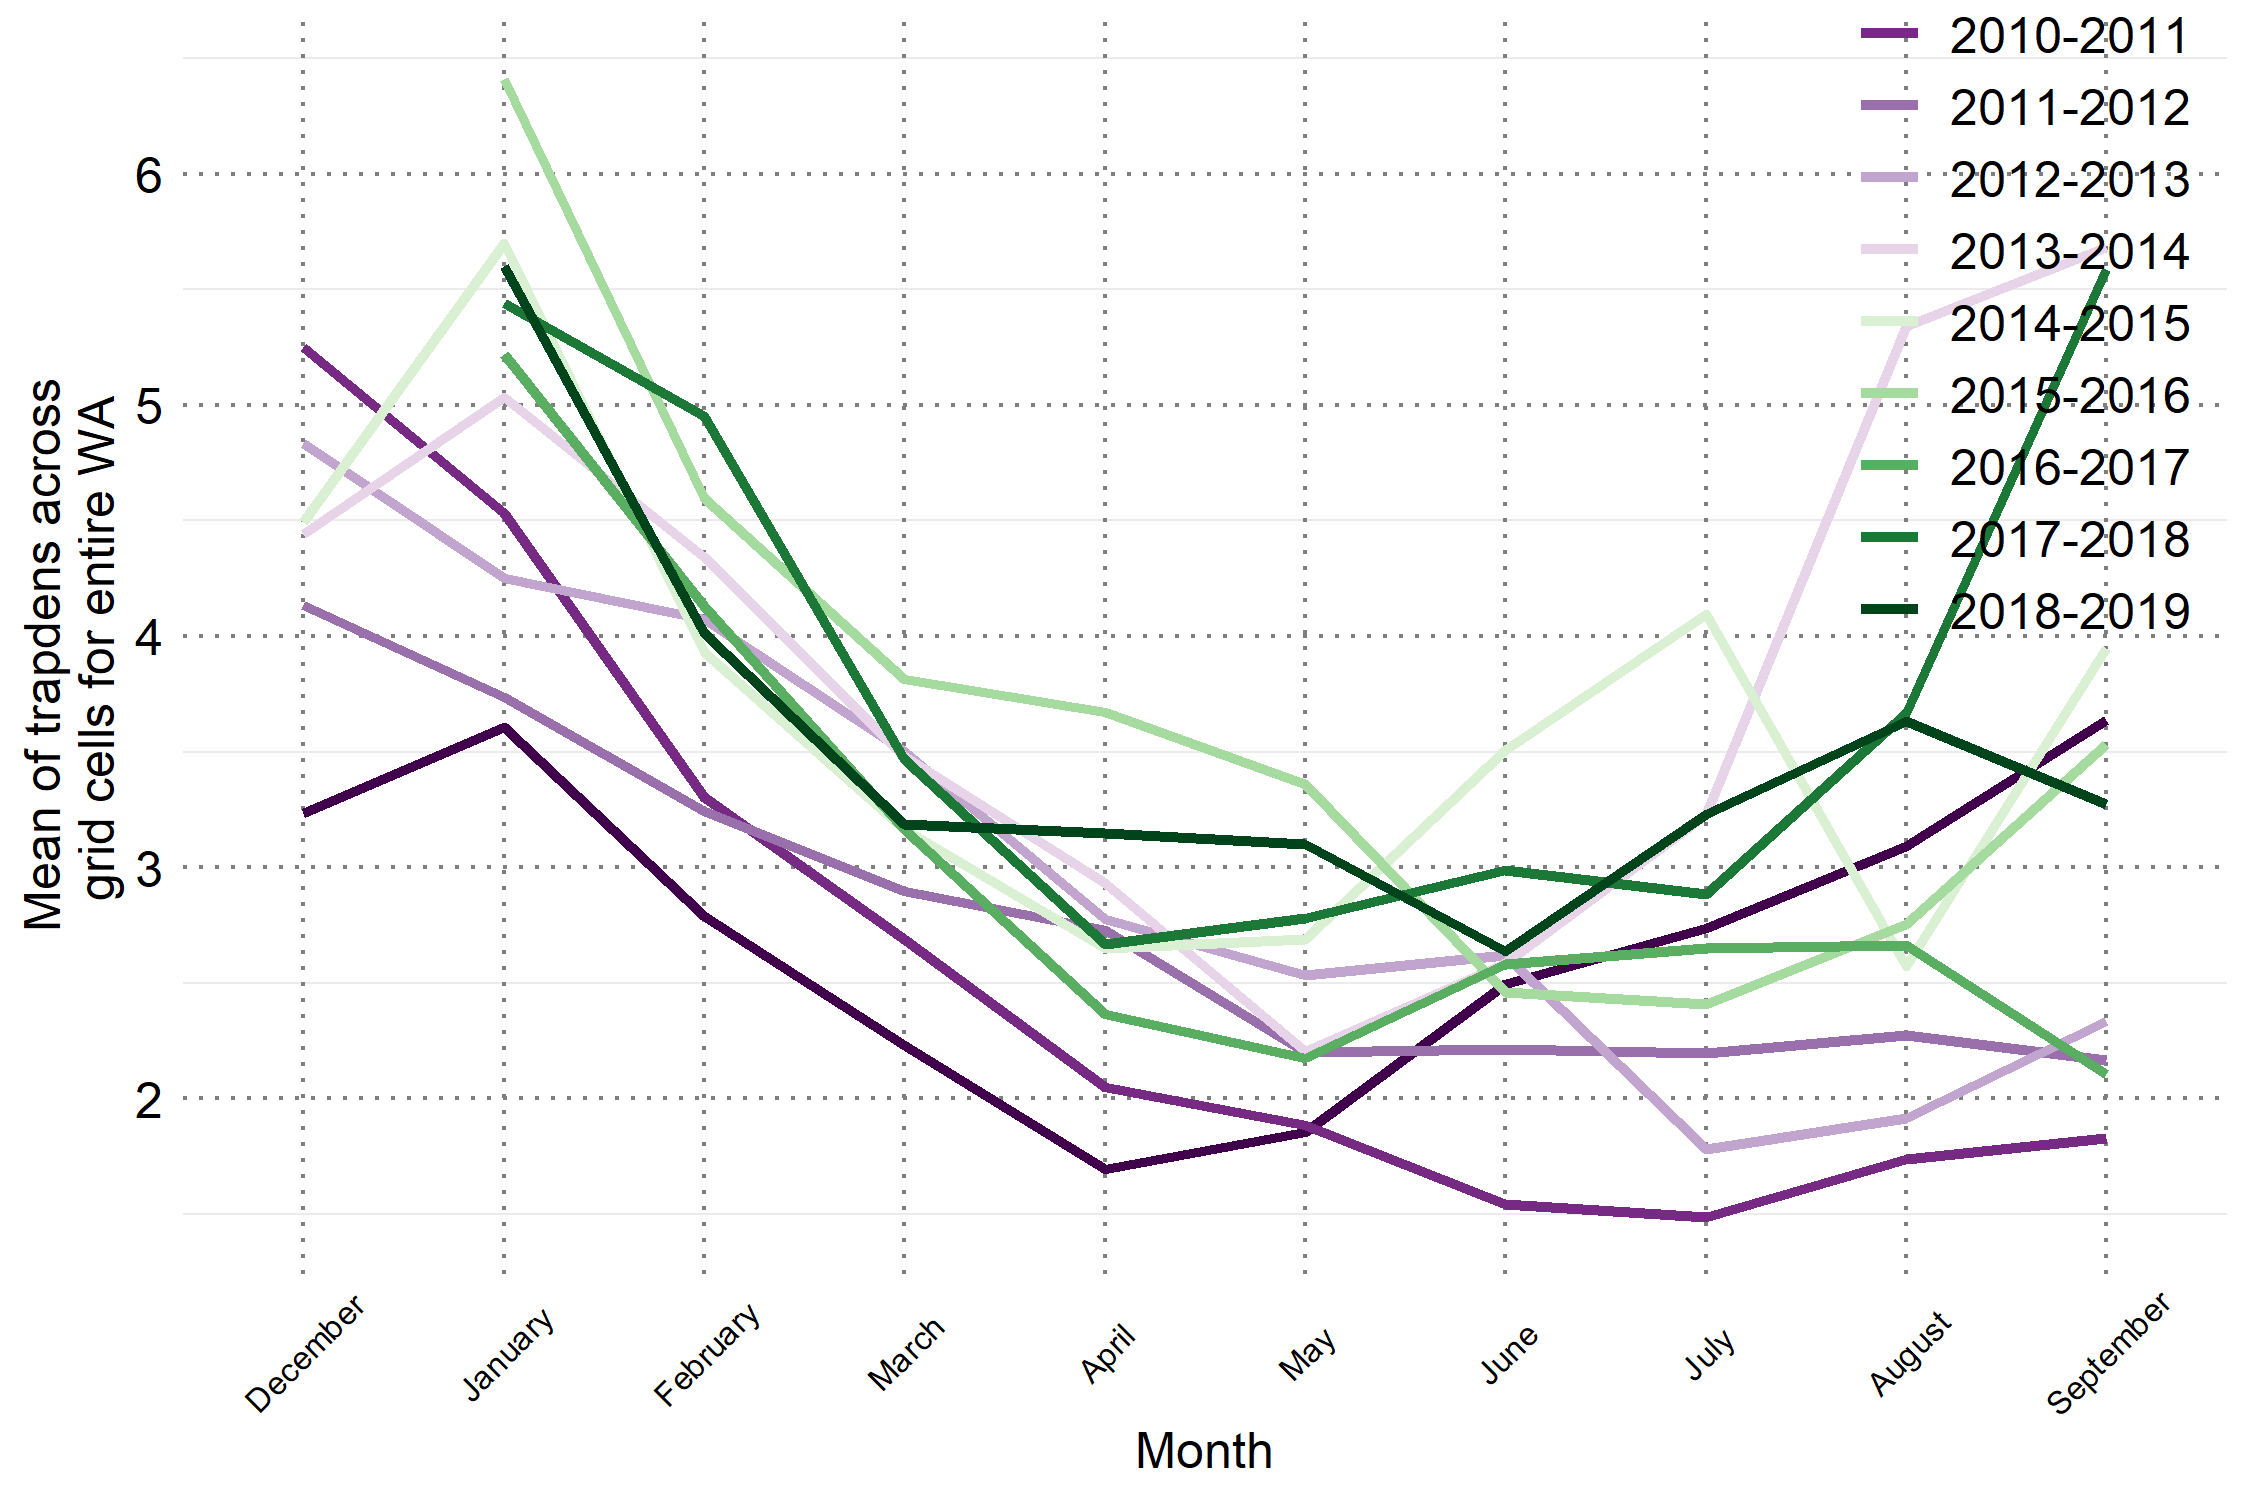 2010-2011
2011-2012
2012-2013
2013-2014
2014-2015
2015-2016
2016-2017
2017-2018
2018-2019
Mean of trapdens across
grid cells for entire WA
6
5
4
3
2
December
January
February
March
April
May
June
July
August
September
Month